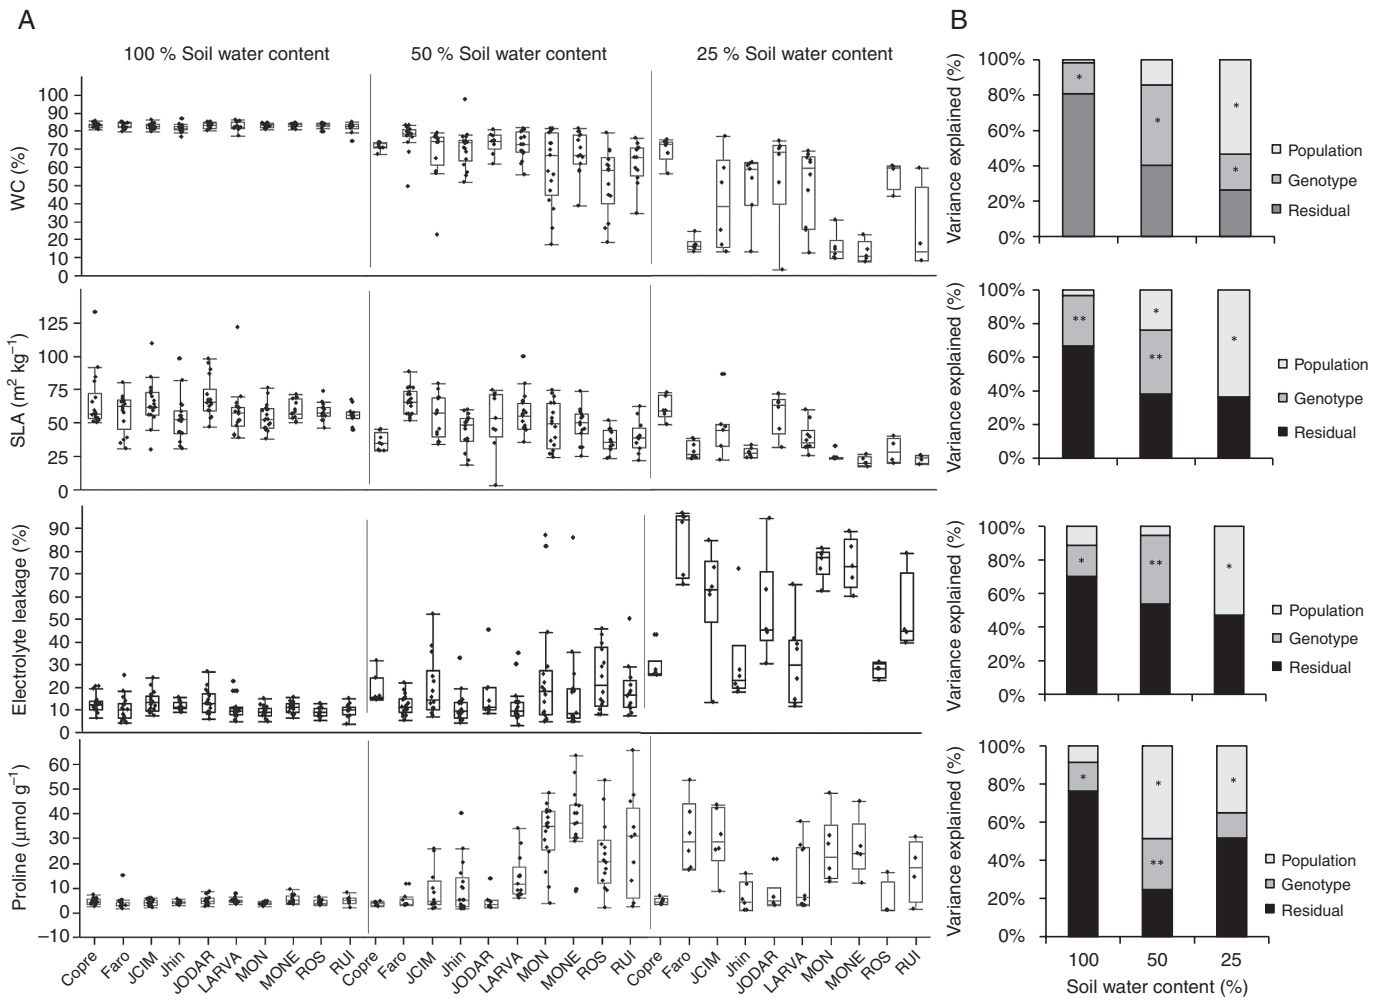 A
B
100 % Soil water content
50 % Soil water content
25 % Soil water content
WC (%)
100
90
80
70
60
50
40
30
20
10
0
SLA (m² kg⁻¹)
125
100
75
50
25
0
Electrolyte leakage (%)
90
80
70
60
50
40
30
20
10
0
Proline (μmol g⁻¹)
60
50
40
30
20
10
0
−10
Copre
Faro
JCIM
Jhin
JODAR
LARVA
MON
MONE
ROS
RUI
Copre
Faro
JCIM
Jhin
JODAR
LARVA
MON
MONE
ROS
RUI
Copre
Faro
JCIM
Jhin
JODAR
LARVA
MON
MONE
ROS
RUI
Variance explained (%)
100%
80%
60%
40%
20%
0%
*
*
*
*
Population
Genotype
Residual
Variance explained (%)
100%
80%
60%
40%
20%
0%
**
*
**
*
Population
Genotype
Residual
Variance explained (%)
100%
80%
60%
40%
20%
0%
*
**
*
Population
Genotype
Residual
Variance explained (%)
100%
80%
60%
40%
20%
0%
*
*
**
*
Population
Genotype
Residual
100
50
25
Soil water content (%)